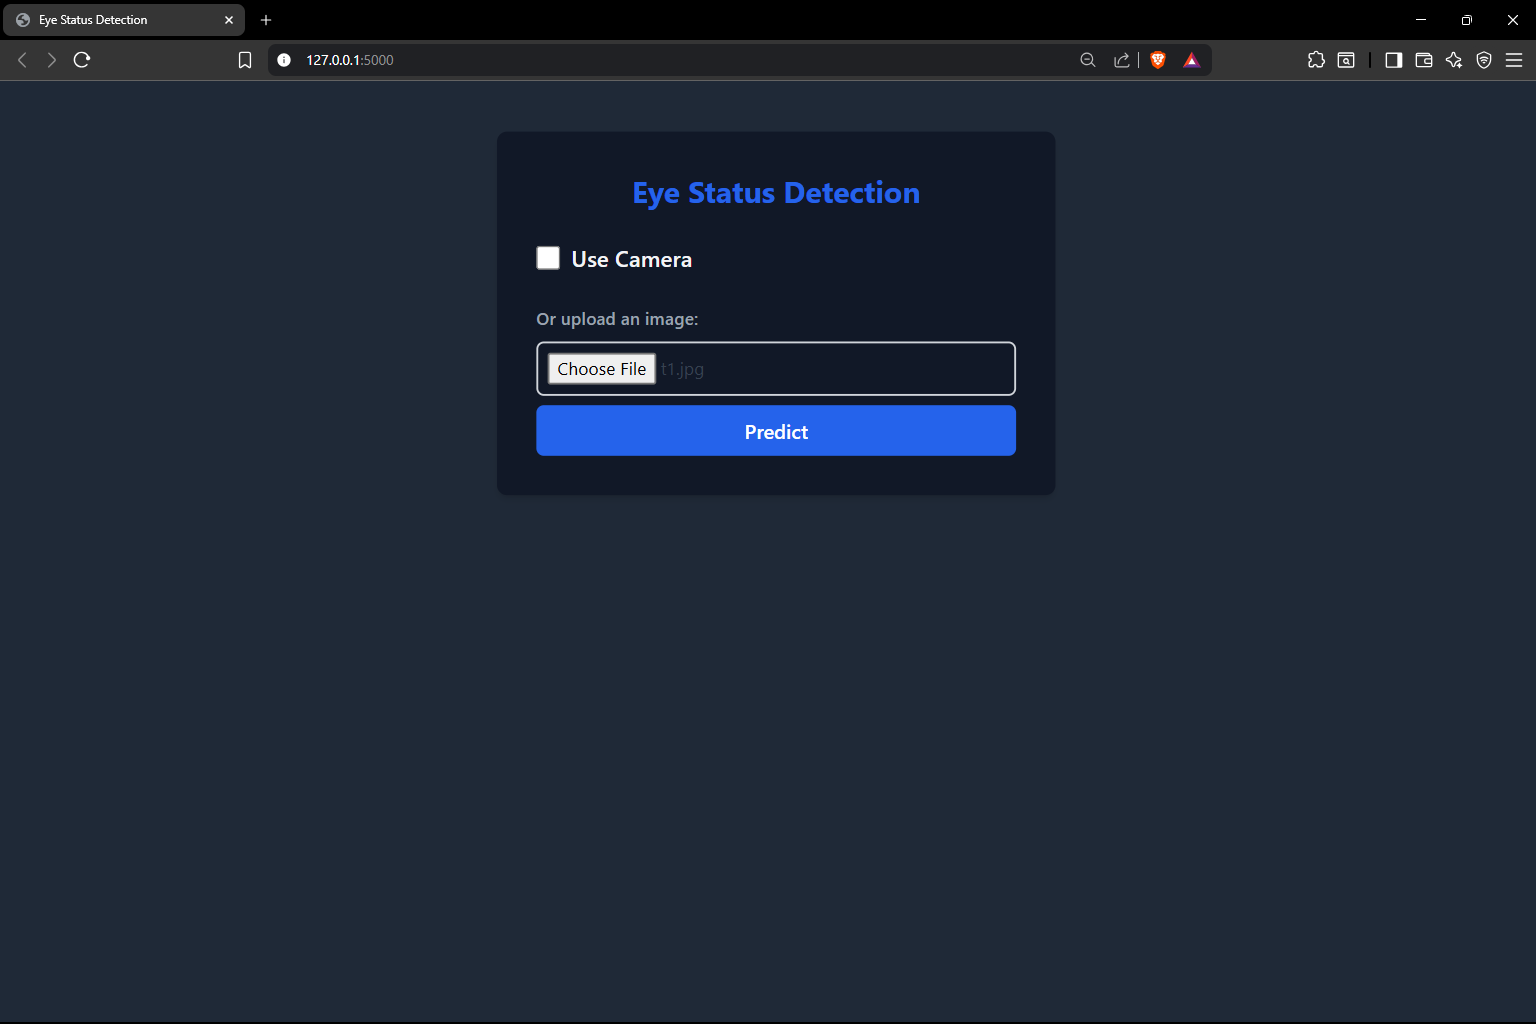 Eye Status Detection
127.0.0.1:5000
Eye Status Detection
Use Camera
Or upload an image:
Choose File t1.jpg
Predict